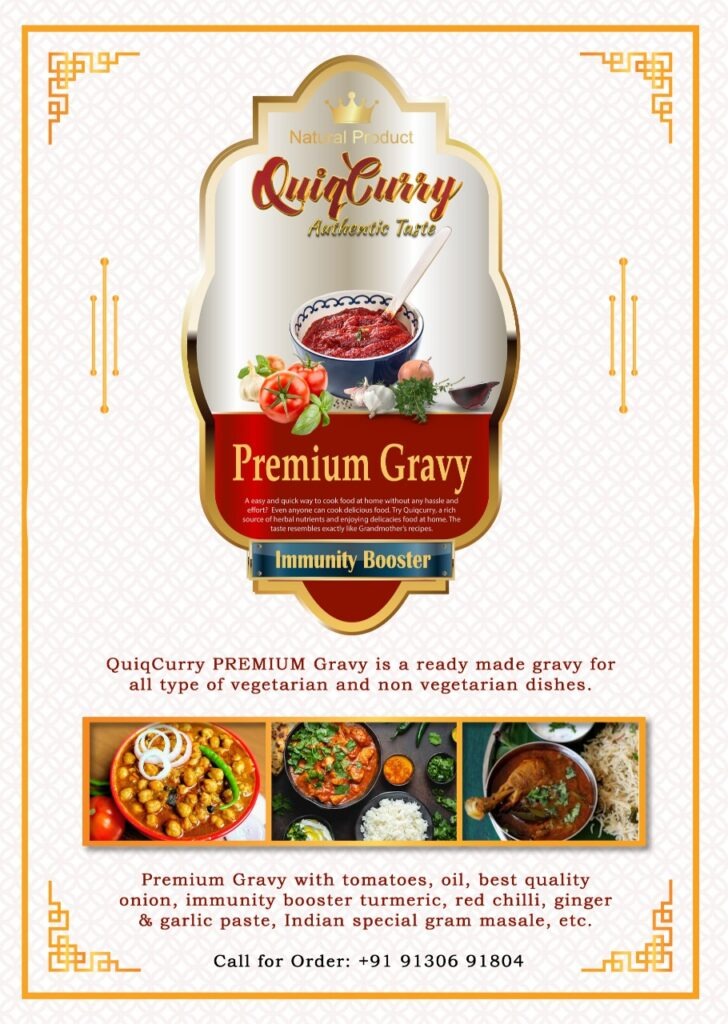 Natural Product
QuiqCurry
Authentic Taste
Premium Gravy
A easy and quick way to cook food at home without any hassle and
effort? Even anyone can cook delicious food. Try Quiqcurry, a rich
source of herbal nutrients and enjoying delicacies food at home. The
taste resembles exactly like Grandmother's recipes.
Immunity Booster
QuiqCurry PREMIUM Gravy is a ready made gravy for
all type of vegetarian and non vegetarian dishes.
Premium Gravy with tomatoes, oil, best quality
onion, immunity booster turmeric, red chilli, ginger
& garlic paste, Indian special gram masale, etc.
Call for Order: +91 91306 91804